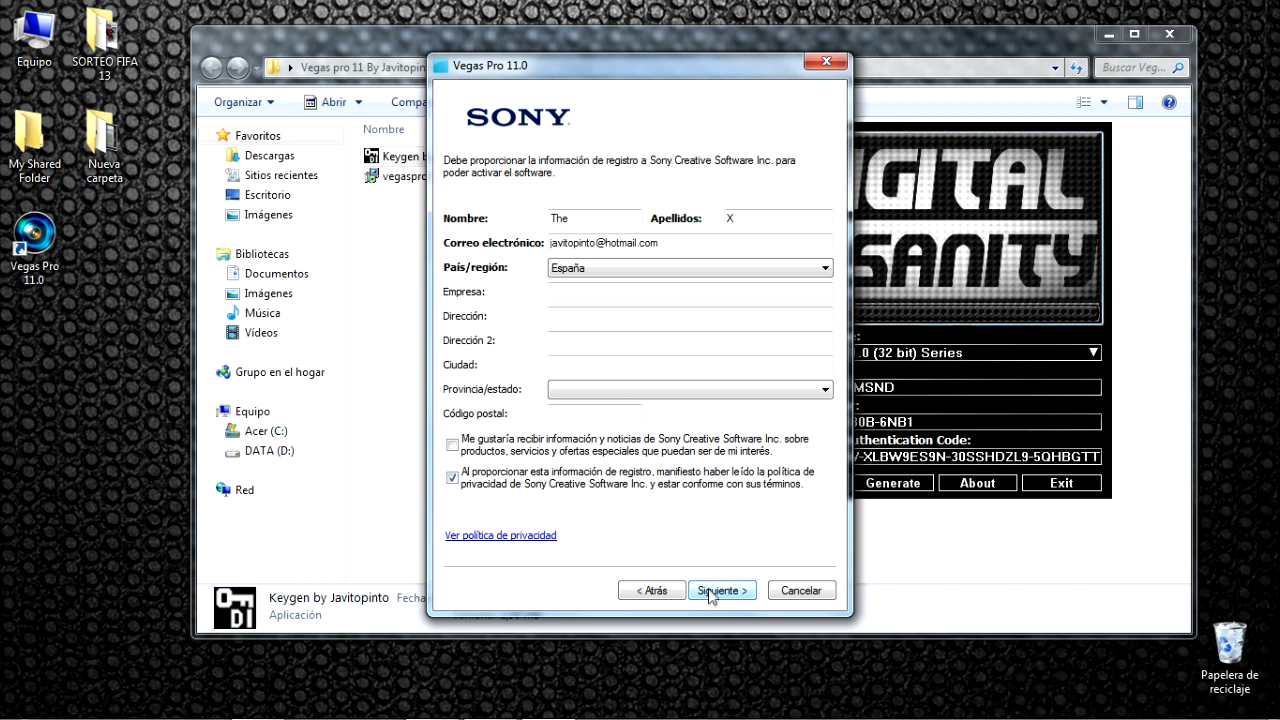 Equipo
SORTEO FIFA
13
My Shared
Folder
Nueva
carpeta
Vegas Pro
11.0
Vegas pro 11 By Javitopin
Buscar Veg...
Organizar
Abrir
Compa
Favoritos
Descargas
Sitios recientes
Escritorio
Imágenes
Bibliotecas
Documentos
Imágenes
Música
Vídeos
Grupo en el hogar
Equipo
Acer (C:)
DATA (D:)
Red
Nombre
Keygen b
vegaspro
Keygen by Javitopinto
Fecha
Aplicación
Vegas Pro 11.0
SONY
Debe proporcionar la información de registro a Sony Creative Software Inc. para
poder activar el software.
Nombre: The Apellidos: X
Correo electrónico: javitopinto@hotmail.com
País/región: España
Empresa:
Dirección:
Dirección 2:
Ciudad:
Provincia/estado:
Código postal:
Me gustaría recibir información y noticias de Sony Creative Software Inc. sobre
productos, servicios y ofertas especiales que puedan ser de mi interés.
Al proporcionar esta información de registro, manifiesto haber leído la política de
privacidad de Sony Creative Software Inc. y estar conforme con sus términos.
Ver política de privacidad
< Atrás Siguiente > Cancelar
IGITAL
SANITY
.0 (32 bit) Series
MSND
30B-6NB1
uthentication Code:
/-XLBW9ES9N-30SSHDZL9-5QHBGTT
Generate About Exit
Papelera de
reciclaje